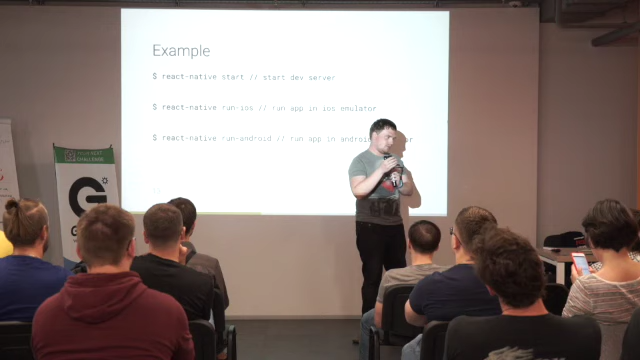 Example
$ react-native start // start dev server
$ react-native run-ios // run app in ios emulator
$ react-native run-android // run app in android
CHALLENGE
G